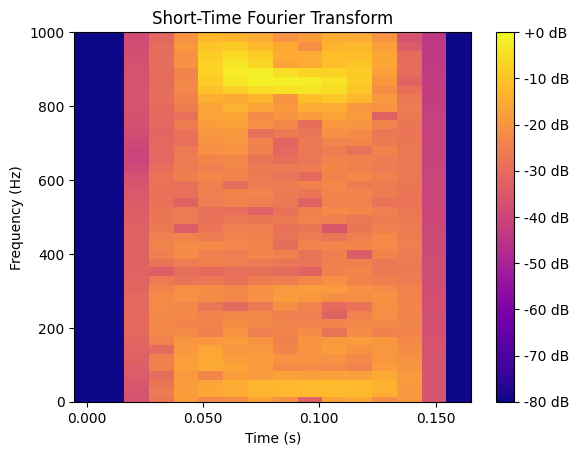 Short-Time Fourier Transform
1000
800
600
400
200
0
Frequency (Hz)
0.000
0.050
0.100
0.150
Time (s)
+0 dB
-10 dB
-20 dB
-30 dB
-40 dB
-50 dB
-60 dB
-70 dB
-80 dB